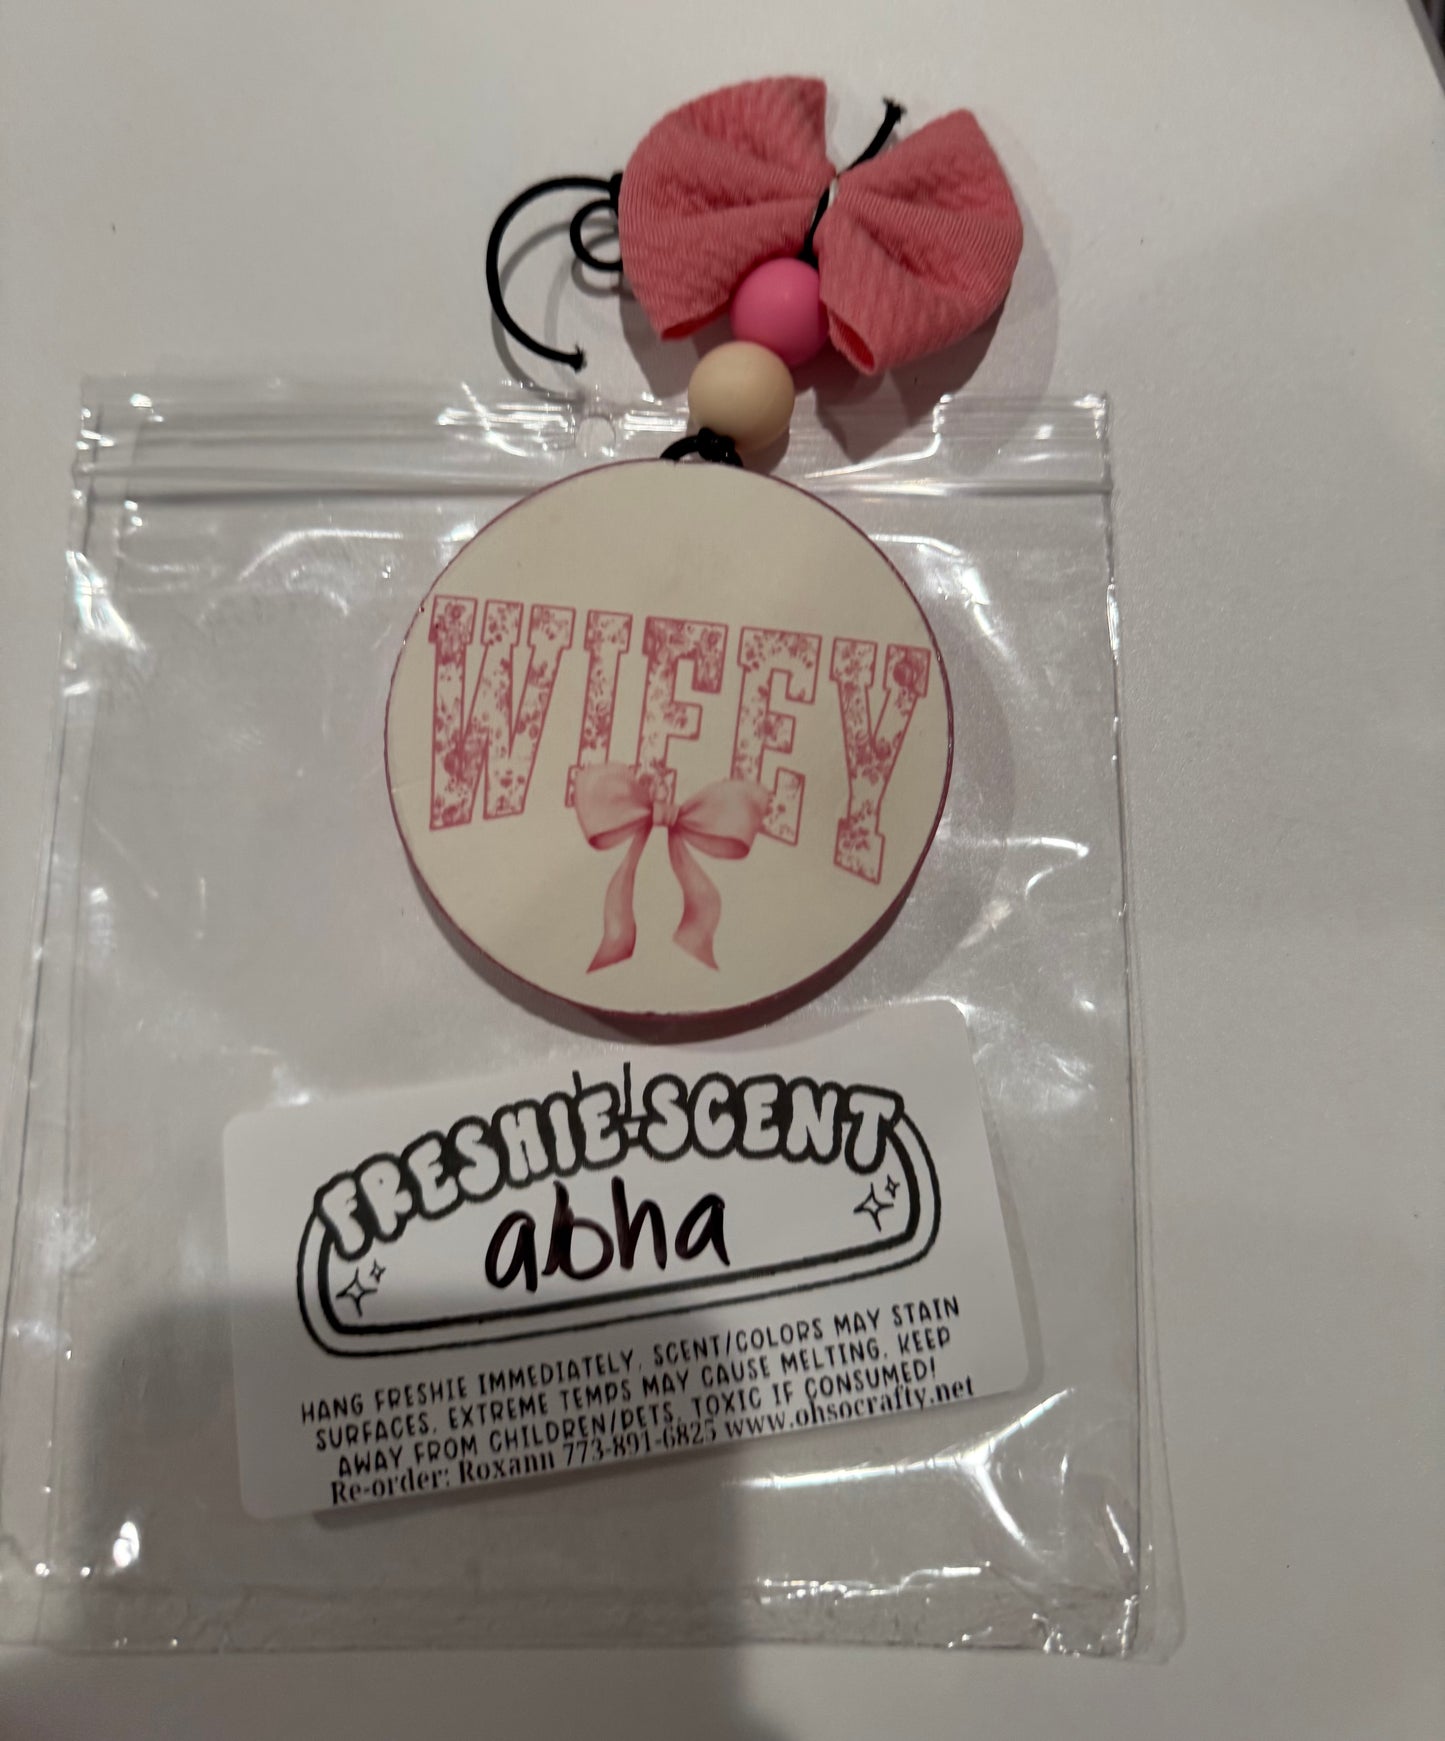 WIFEY
FRESHIE SCENT
abha
HANG FRESHIE IMMEDIATELY. SCENT/COLORS MAY STAIN
SURFACES. EXTREME TEMPS MAY CAUSE MELTING. KEEP
AWAY FROM CHILDREN/PETS. TOXIC IF CONSUMED!
Re-order: Roxann 773-891-6825 www.ohsocrafty.net